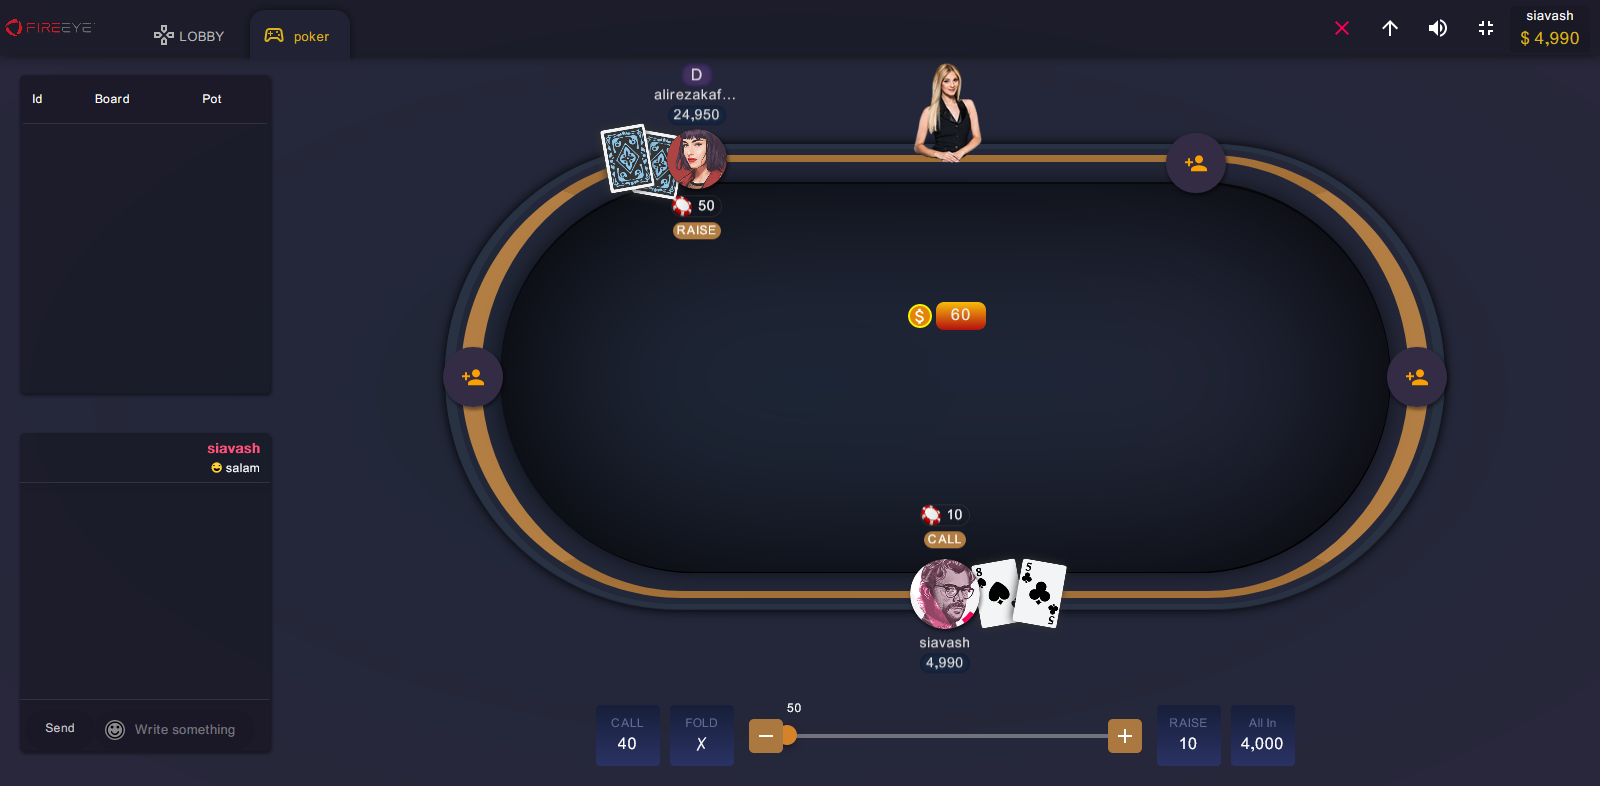 FIREEYE
LOBBY
poker
siavash
$ 4,990
Id Board Pot
D
alirezakaf...
24,950
50
RAISE
$ 60
10
CALL
8
5
5
siavash
4,990
siavash
salam
Send
Write something
50
CALL
40
FOLD
X
RAISE
10
All In
4,000